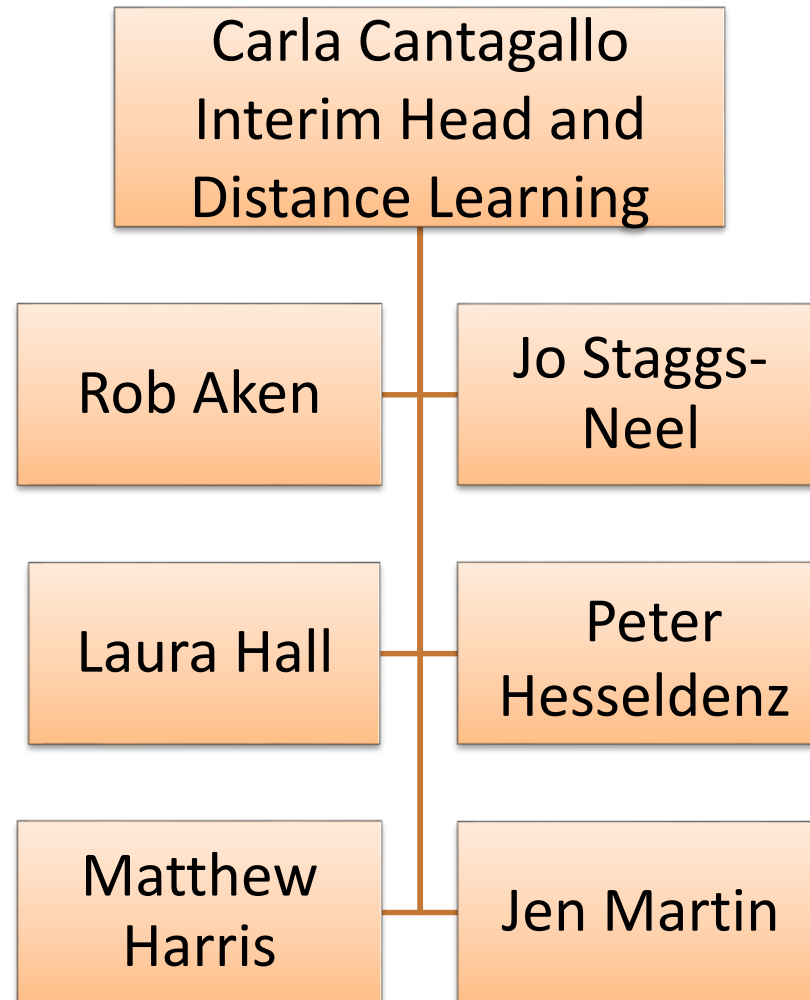 Carla Cantagallo
Interim Head and
Distance Learning
Rob Aken
Jo Staggs-
Neel
Laura Hall
Peter
Hesseldenz
Matthew
Harris
Jen Martin